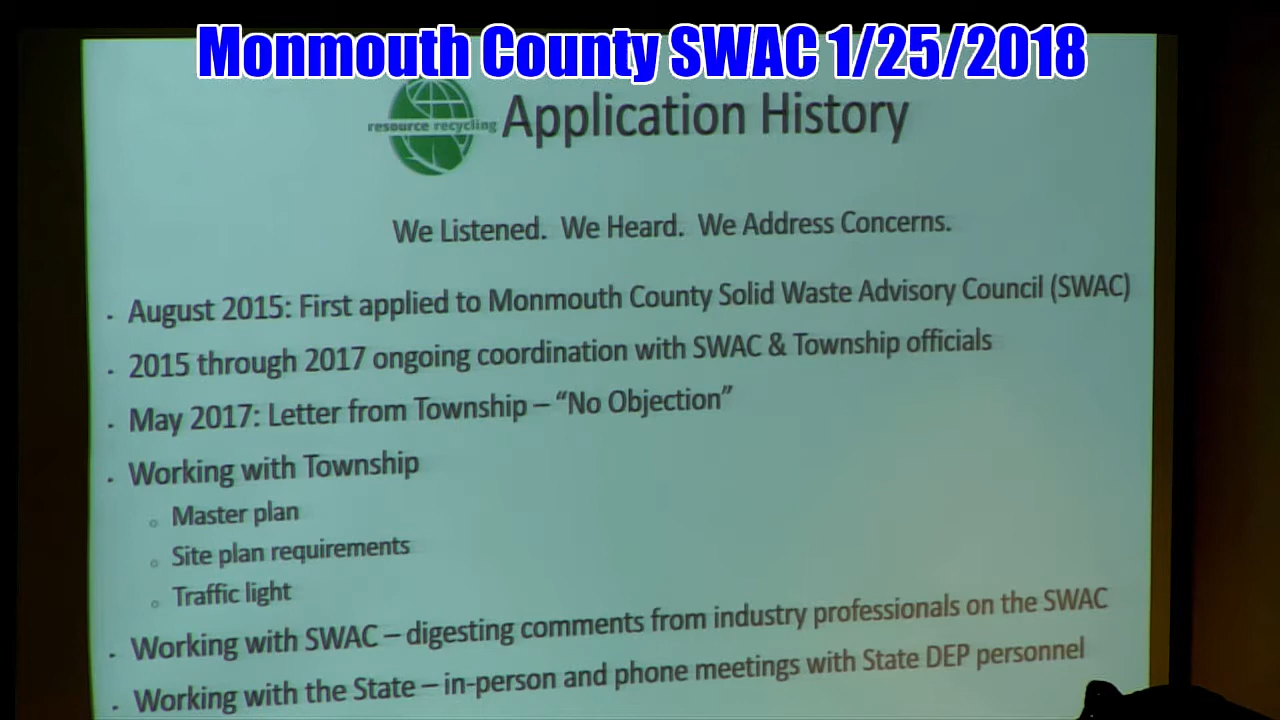 Monmouth County SWAC 1/25/2018
resource recycling
Application History
We Listened. We Heard. We Address Concerns.
• August 2015: First applied to Monmouth County Solid Waste Advisory Council (SWAC)
• 2015 through 2017 ongoing coordination with SWAC & Township officials
• May 2017: Letter from Township – “No Objection”
• Working with Township
◦ Master plan
◦ Site plan requirements
◦ Traffic light
• Working with SWAC – digesting comments from industry professionals on the SWAC
• Working with the State – in-person and phone meetings with State DEP personnel